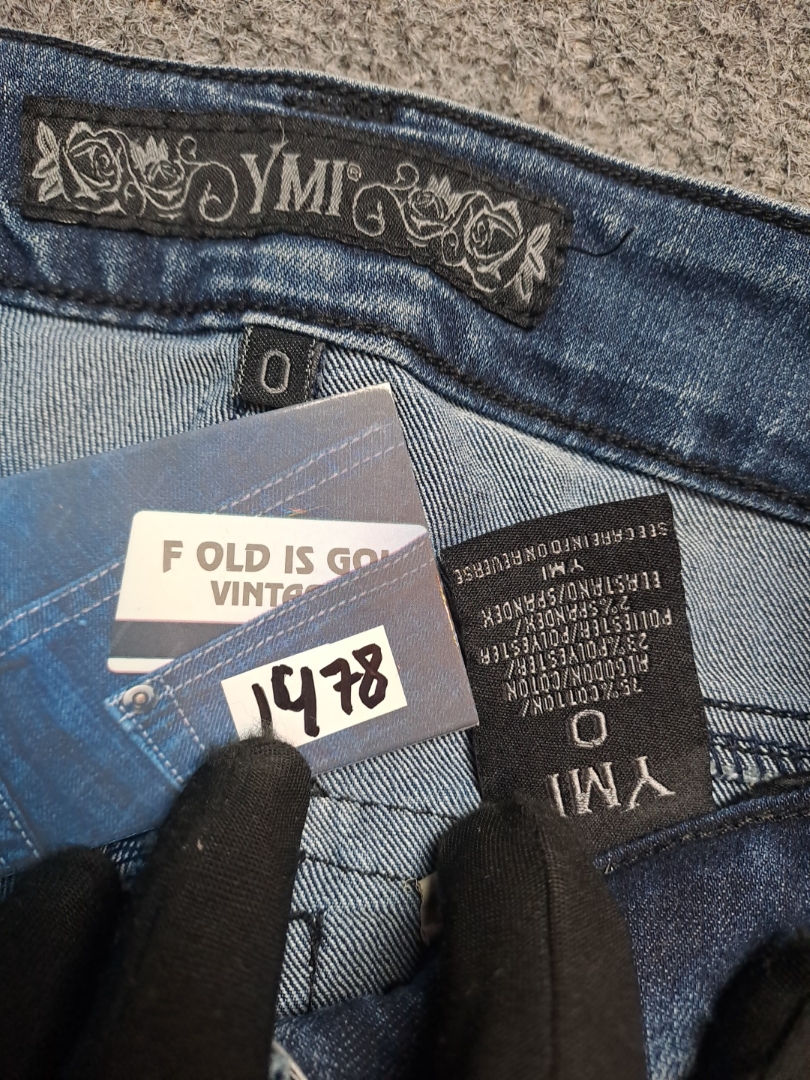 YMI®
0
F OLD IS GOL
VINTAG
1478
SEE CARE INFO ON REVERSE
YMI
ELASTANO/SPANDEX
2% SPANDEX/
POLIESTER/POLYESTER
23% POLYESTER/
ALGODON/COTTON
75% COTTON/
0
YMI